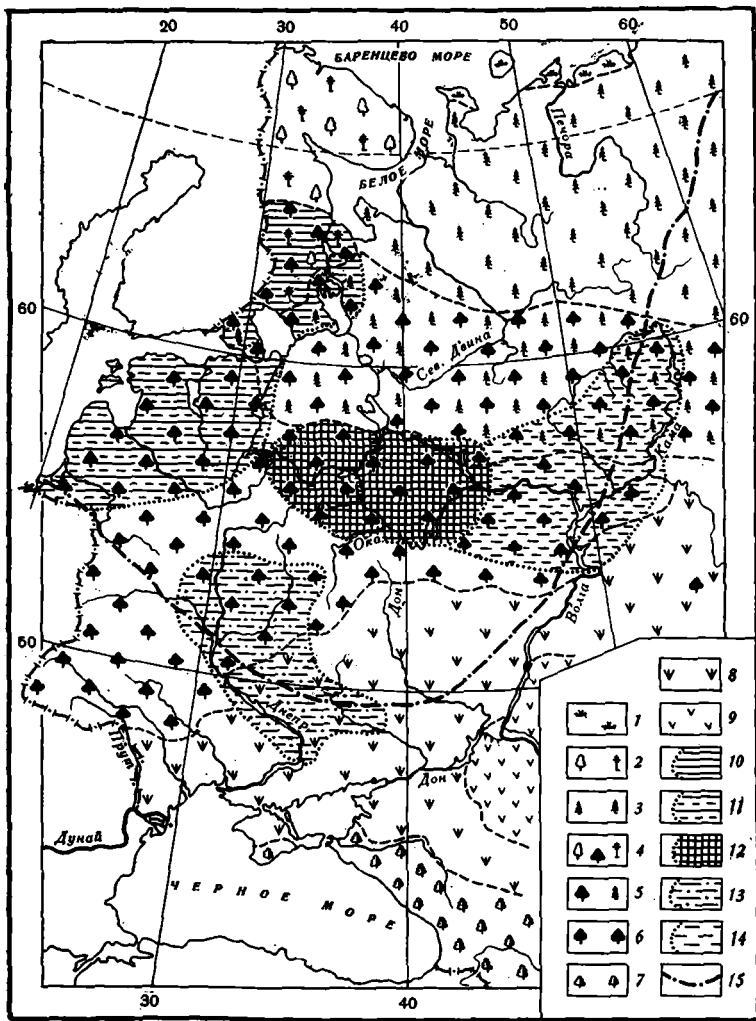 20 30 40 50 60
БАРЕНЦЕВО МОРЕ
Печора
БЕЛОЕ МОРЕ
60 60
Сев. Двина
Кама
Ока
Дон
Волга
50
Днепр
Прут
Дон
Дунай
ЧЕРНОЕ МОРЕ
8
1 9
2 10
3 11
4 12
5 13
6 14
7 15
30 40